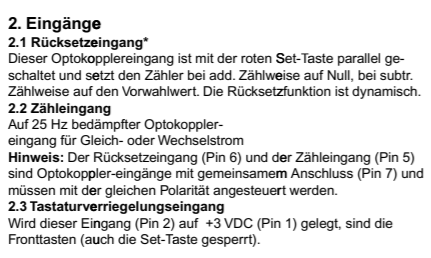 2. Eingänge
2.1 Rücksetzeingang*
Dieser Optokopplereingang ist mit der roten Set-Taste parallel ge-
schaltet und setzt den Zähler bei add. Zählweise auf Null, bei subtr.
Zählweise auf den Vorwahlwert. Die Rücksetzfunktion ist dynamisch.
2.2 Zähleingang
Auf 25 Hz bedämpfter Optokoppler-
eingang für Gleich- oder Wechselstrom
Hinweis: Der Rücksetzeingang (Pin 6) und der Zähleingang (Pin 5)
sind Optokoppler-eingänge mit gemeinsamem Anschluss (Pin 7) und
müssen mit der gleichen Polarität angesteuert werden.
2.3 Tastaturverriegelungseingang
Wird dieser Eingang (Pin 2) auf +3 VDC (Pin 1) gelegt, sind die
Fronttasten (auch die Set-Taste gesperrt).